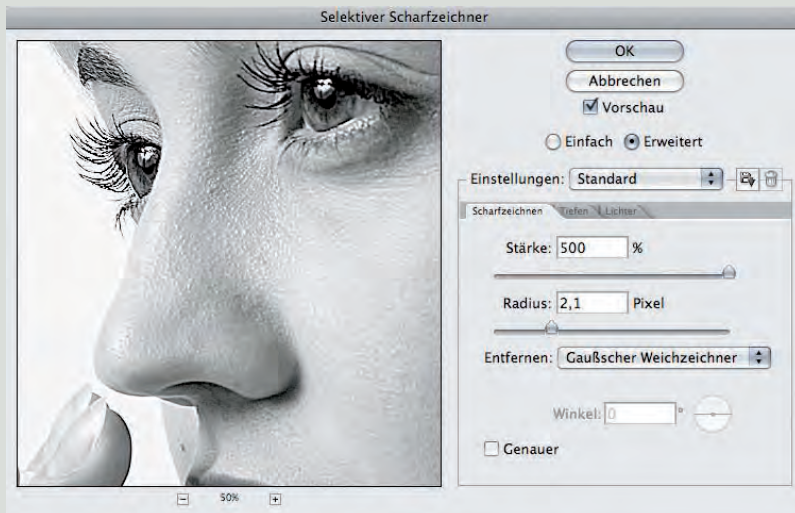 Selektiver Scharfzeichner
OK
Abbrechen
Vorschau
Einfach Erweitert
Einstellungen: Standard
Scharfzeichnen Tiefen Lichter
Stärke: 500 %
Radius: 2,1 Pixel
Entfernen: Gaußscher Weichzeichner
Winkel: 0 °
Genauer
50%